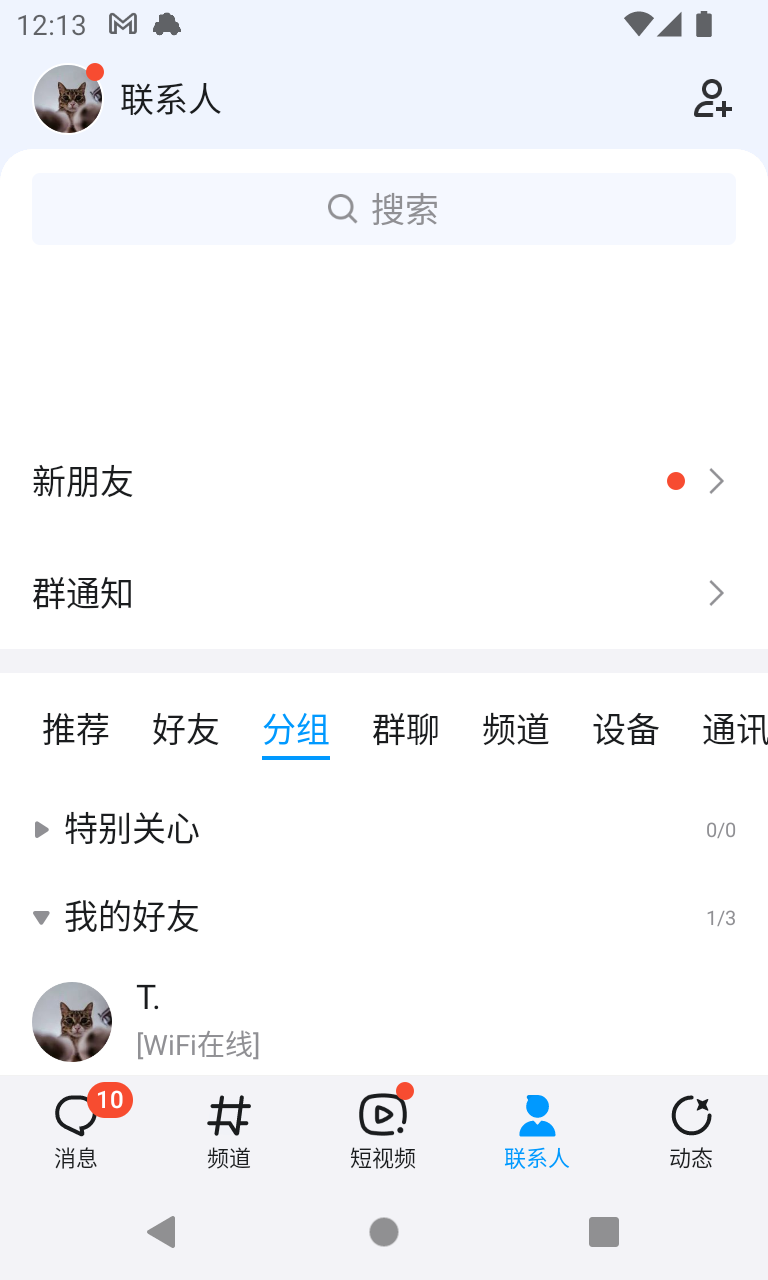 12:13
联系人
搜索
新朋友
群通知
推荐 好友 分组 群聊 频道 设备 通讯
特别关心 0/0
我的好友 1/3
T.
[WiFi在线]
10
消息 频道 短视频 联系人 动态